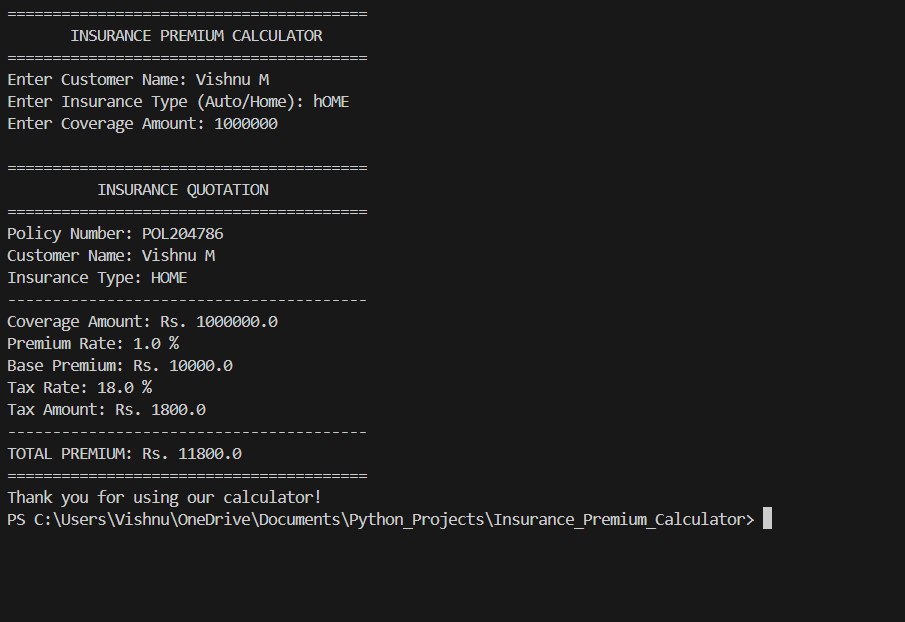 ========================================
INSURANCE PREMIUM CALCULATOR
========================================
Enter Customer Name: Vishnu M
Enter Insurance Type (Auto/Home): hOME
Enter Coverage Amount: 1000000
========================================
INSURANCE QUOTATION
========================================
Policy Number: POL204786
Customer Name: Vishnu M
Insurance Type: HOME
----------------------------------------
Coverage Amount: Rs. 1000000.0
Premium Rate: 1.0 %
Base Premium: Rs. 10000.0
Tax Rate: 18.0 %
Tax Amount: Rs. 1800.0
----------------------------------------
TOTAL PREMIUM: Rs. 11800.0
========================================
Thank you for using our calculator!
PS C:\Users\Vishnu\OneDrive\Documents\Python_Projects\Insurance_Premium_Calculator>